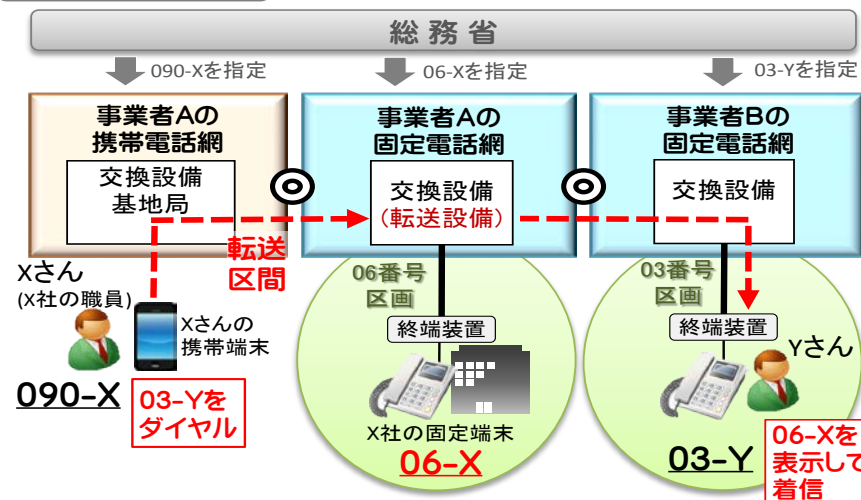 総務省
090-Xを指定
06-Xを指定
03-Yを指定
事業者Aの
携帯電話網
事業者Aの
固定電話網
事業者Bの
固定電話網
交換設備
基地局
交換設備
(転送設備)
交換設備
転送
区間
Xさん
(X社の職員)
Xさんの
携帯端末
090-X
03-Yを
ダイヤル
06番号
区画
終端装置
X社の固定端末
06-X
03番号
区画
終端装置
Yさん
03-Y
06-Xを
表示して
着信